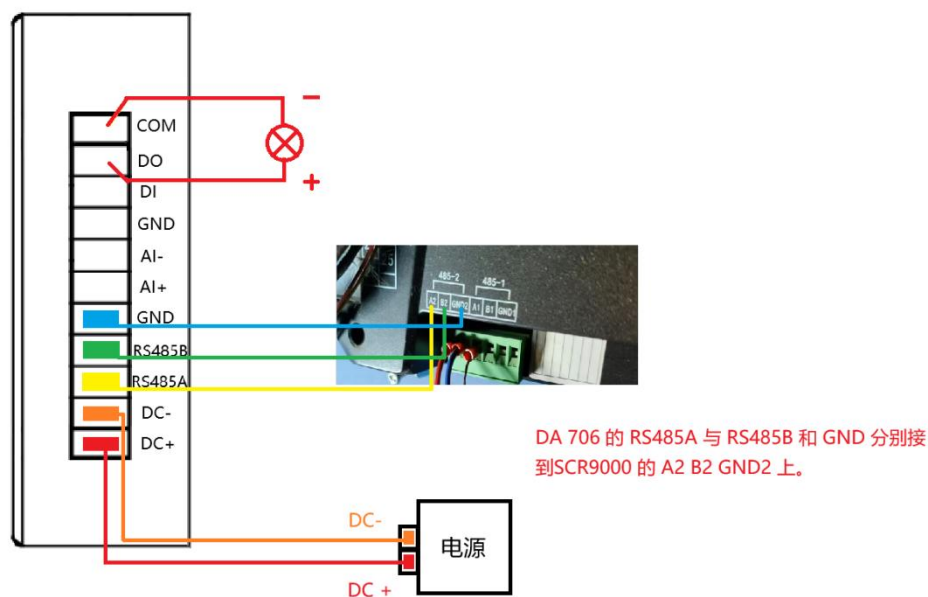 COM
DO
DI
GND
AI-
AI+
GND
RS485B
RS485A
DC-
DC+
−
+
485-2
485-1
A2 B2 GND2 A1 B1 GND1
DA 706 的 RS485A 与 RS485B 和 GND 分别接
到SCR9000 的 A2 B2 GND2 上。
DC-
电源
DC +